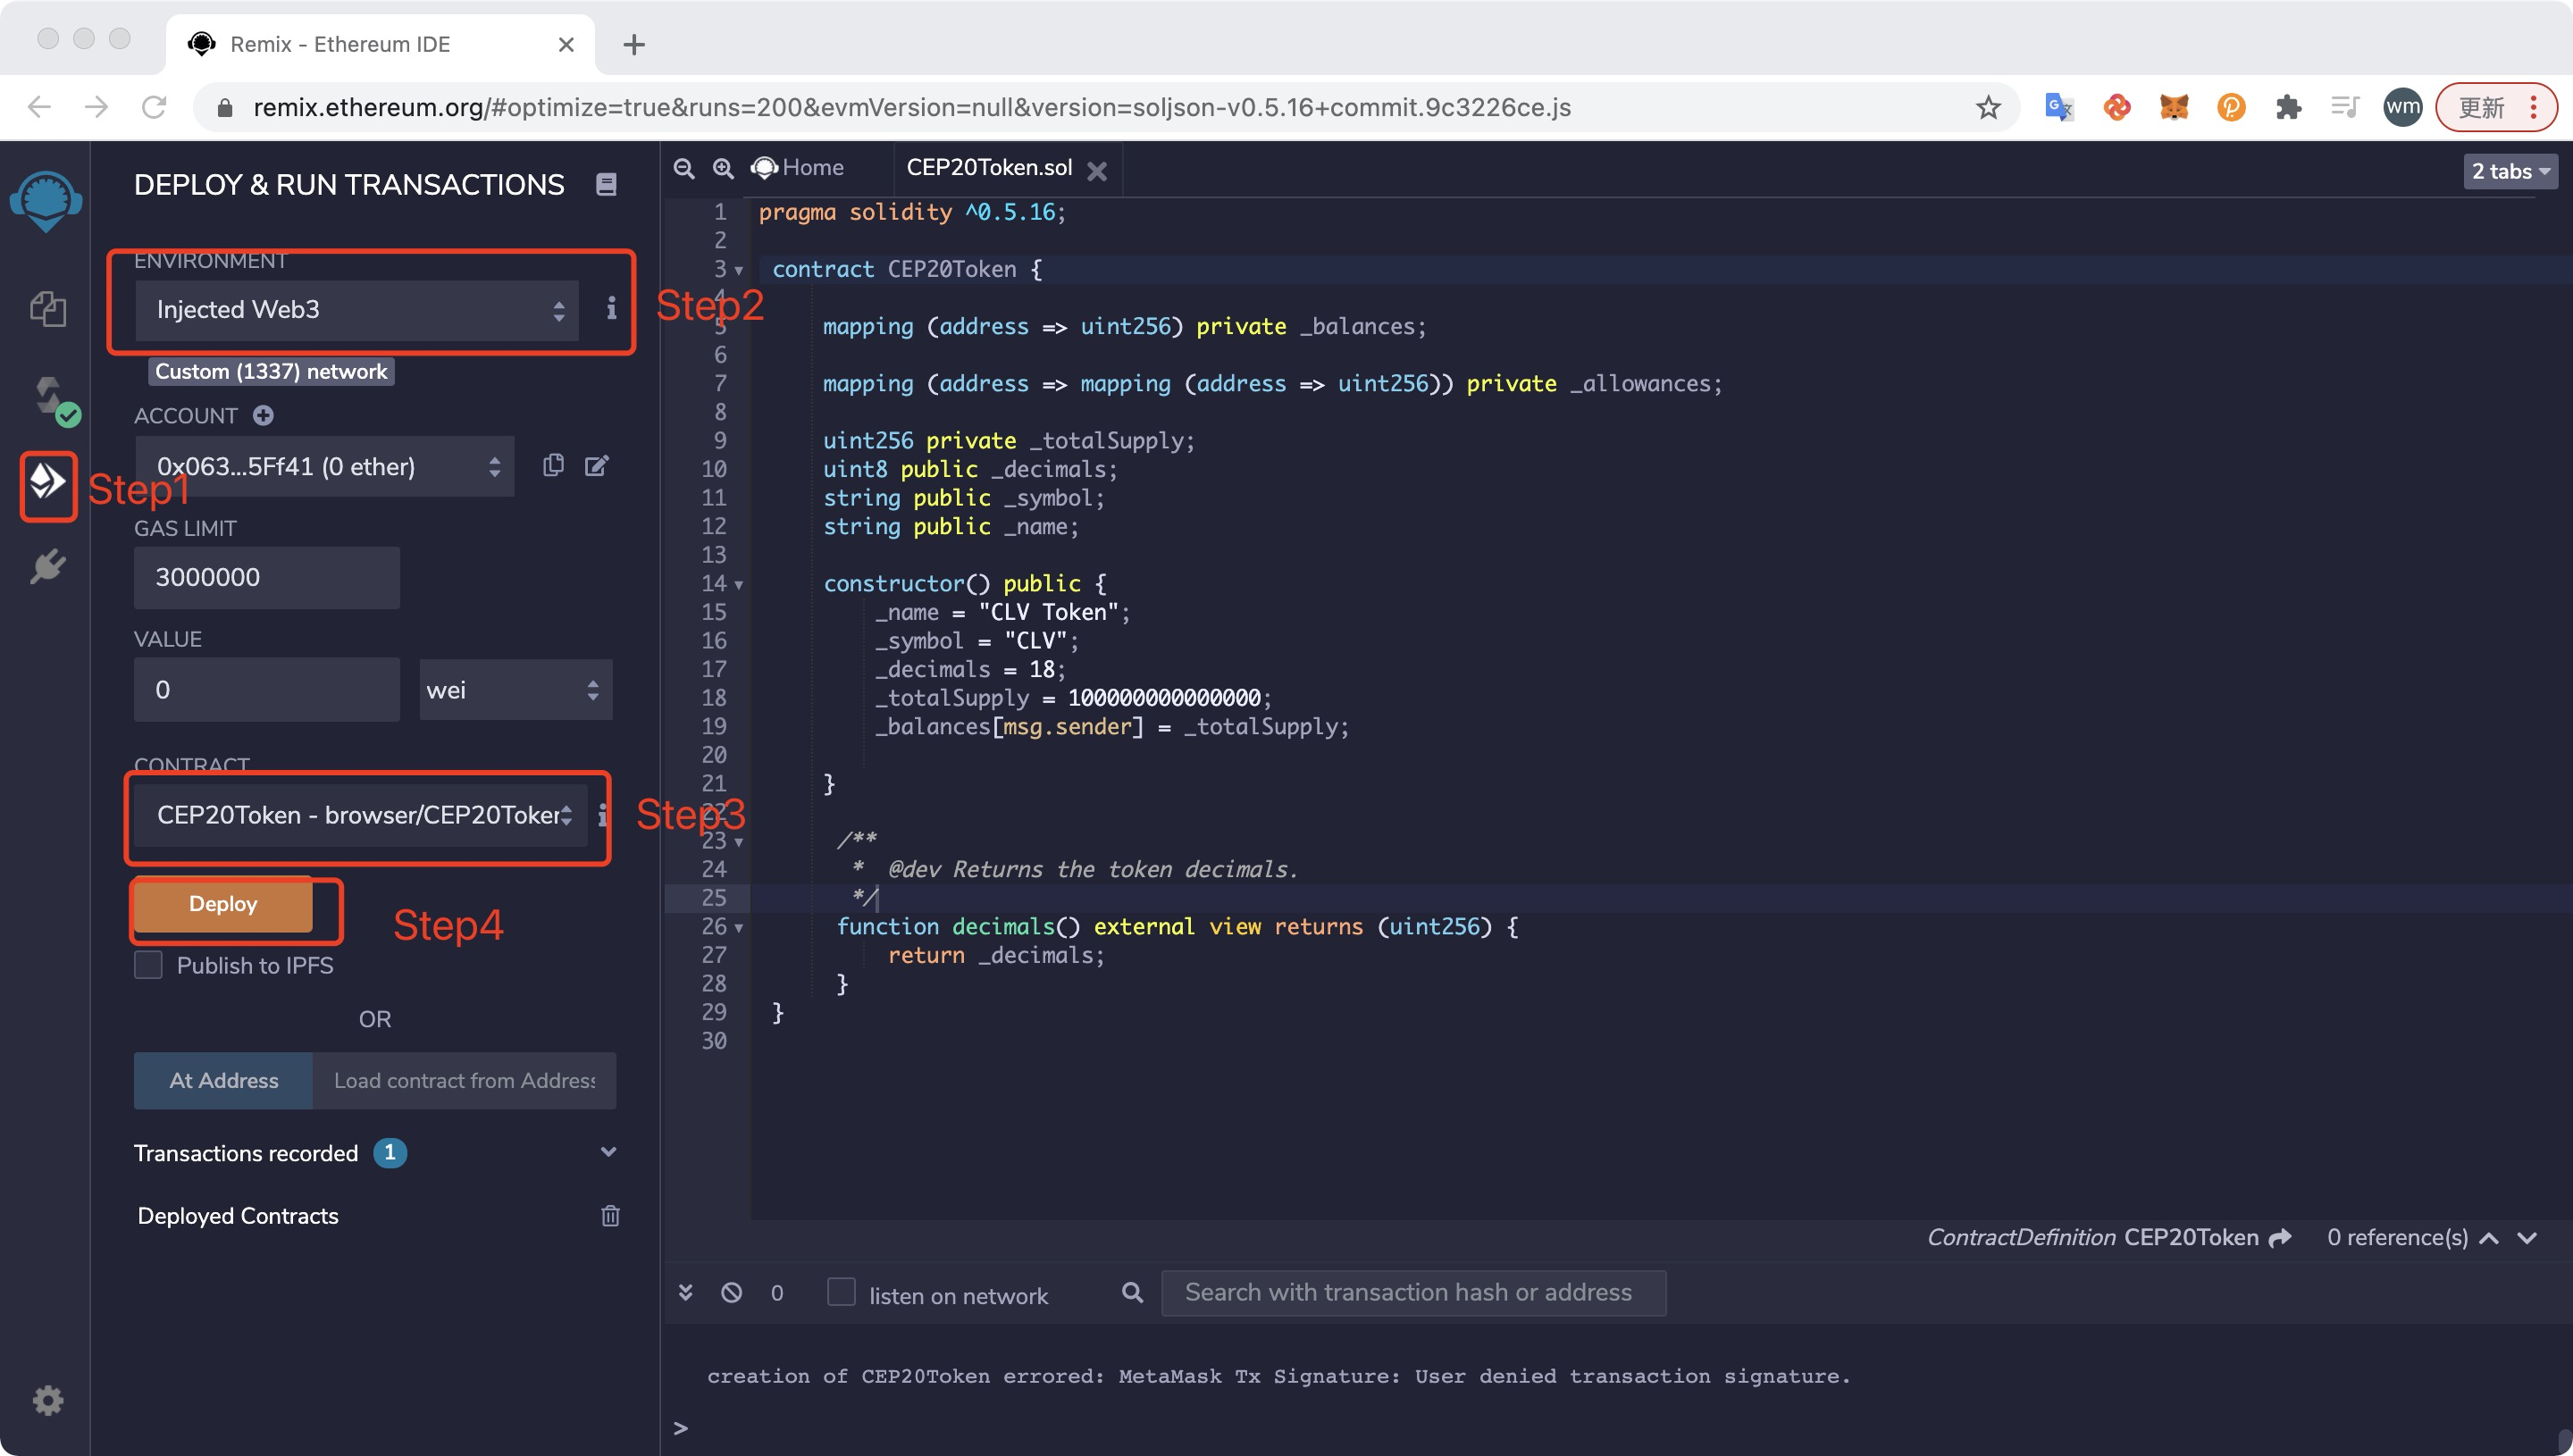 Remix - Ethereum IDE
remix.ethereum.org/#optimize=true&runs=200&evmVersion=null&version=soljson-v0.5.16+commit.9c3226ce.js
wm
更新
DEPLOY & RUN TRANSACTIONS
ENVIRONMENT
Injected Web3
Step2
Custom (1337) network
ACCOUNT
0x063...5Ff41 (0 ether)
Step1
GAS LIMIT
3000000
VALUE
0
wei
CONTRACT
CEP20Token - browser/CEP20Token
Step3
Deploy
Step4
Publish to IPFS
OR
At Address
Load contract from Address
Transactions recorded 1
Deployed Contracts
Home
CEP20Token.sol
2 tabs
1 pragma solidity ^0.5.16;
2
3 contract CEP20Token {
4
5 mapping (address => uint256) private _balances;
6
7 mapping (address => mapping (address => uint256)) private _allowances;
8
9 uint256 private _totalSupply;
10 uint8 public _decimals;
11 string public _symbol;
12 string public _name;
13
14 constructor() public {
15 _name = "CLV Token";
16 _symbol = "CLV";
17 _decimals = 18;
18 _totalSupply = 100000000000000;
19 _balances[msg.sender] = _totalSupply;
20
21 }
22
23 /**
24 * @dev Returns the token decimals.
25 */
26 function decimals() external view returns (uint256) {
27 return _decimals;
28 }
29 }
30
ContractDefinition CEP20Token 0 reference(s)
0
listen on network
Search with transaction hash or address
creation of CEP20Token errored: MetaMask Tx Signature: User denied transaction signature.
>